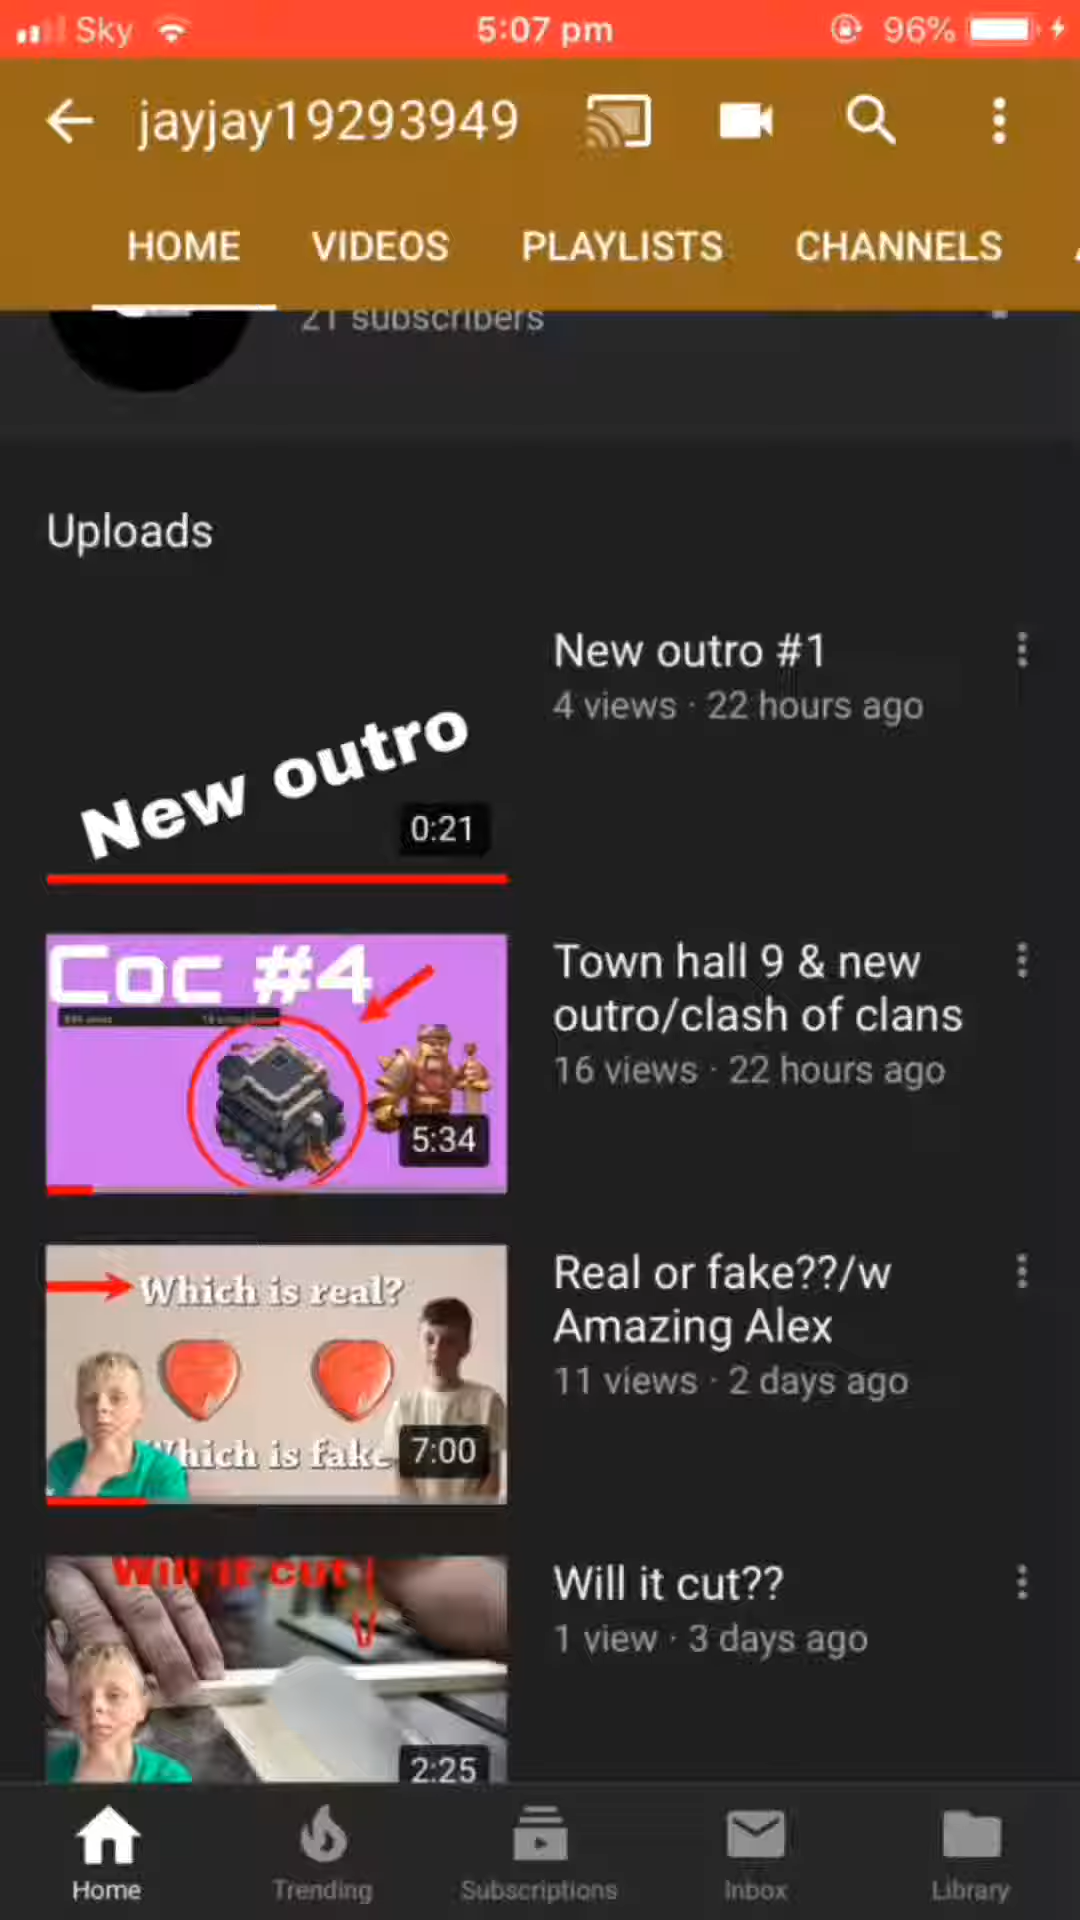 Sky 5:07 pm 96%
jayjay19293949
HOME VIDEOS PLAYLISTS CHANNELS
21 subscribers
Uploads
New outro
0:21
New outro #1
4 views · 22 hours ago
Coc #4
5:34
Town hall 9 & new
outro/clash of clans
16 views · 22 hours ago
Which is real?
Which is fake
7:00
Real or fake??/w
Amazing Alex
11 views · 2 days ago
Will it cut
2:25
Will it cut??
1 view · 3 days ago
Home Trending Subscriptions Inbox Library